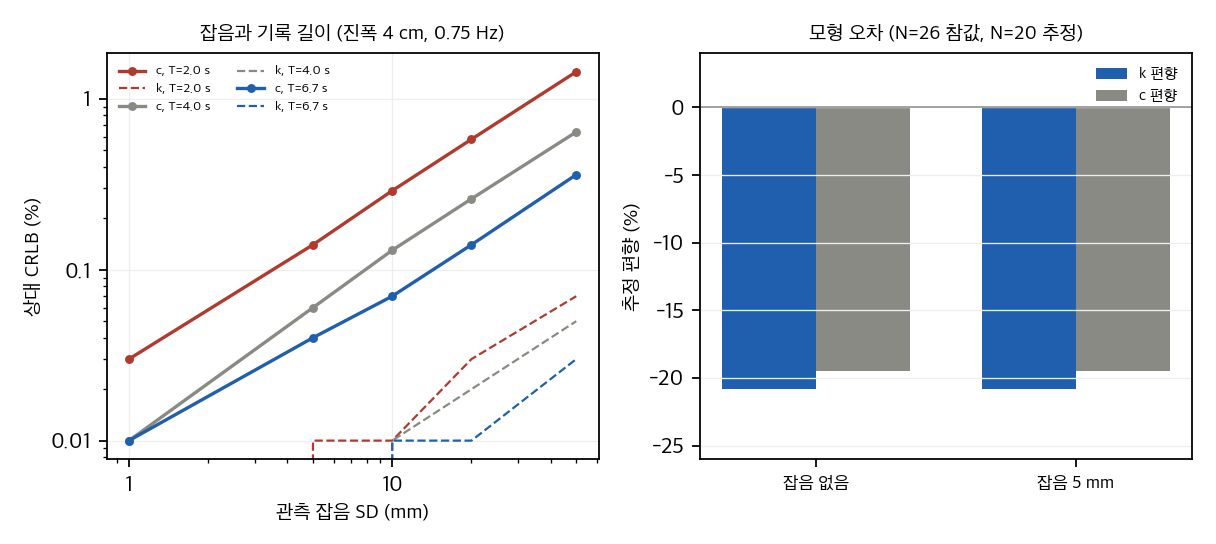 잡음과 기록 길이 (진폭 4 cm, 0.75 Hz)
c, T=2.0 s
k, T=2.0 s
c, T=4.0 s
k, T=4.0 s
c, T=6.7 s
k, T=6.7 s
1
0.1
0.01
상대 CRLB (%)
1
10
관측 잡음 SD (mm)
모형 오차 (N=26 참값, N=20 추정)
k 편향
c 편향
0
−5
−10
−15
−20
−25
추정 편향 (%)
잡음 없음
잡음 5 mm